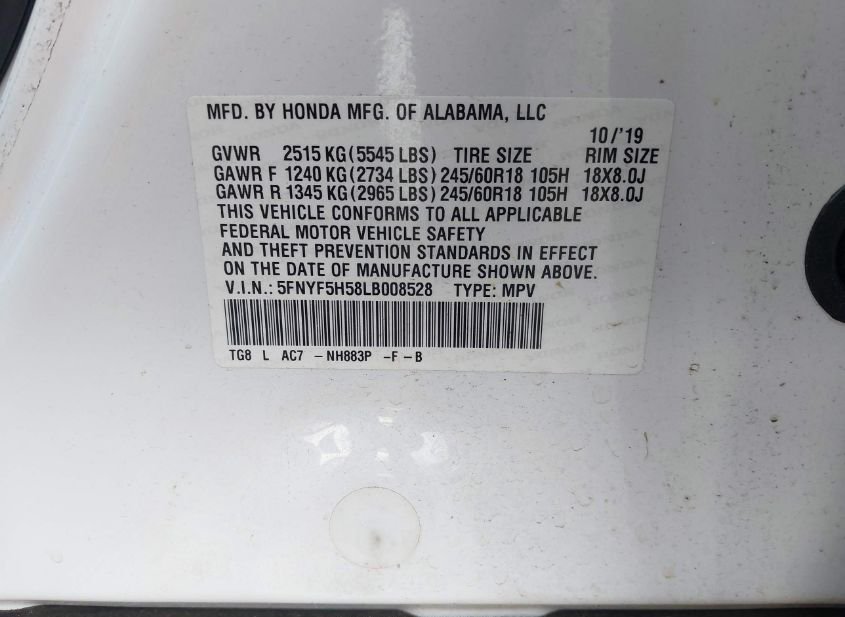 MFD. BY HONDA MFG. OF ALABAMA, LLC
10/'19
GVWR 2515 KG(5545 LBS) TIRE SIZE RIM SIZE
GAWR F 1240 KG(2734 LBS) 245/60R18 105H 18X8.0J
GAWR R 1345 KG(2965 LBS) 245/60R18 105H 18X8.0J
THIS VEHICLE CONFORMS TO ALL APPLICABLE
FEDERAL MOTOR VEHICLE SAFETY
AND THEFT PREVENTION STANDARDS IN EFFECT
ON THE DATE OF MANUFACTURE SHOWN ABOVE.
V.I.N.: 5FNYF5H58LB008528 TYPE: MPV
TG8 L AC7 -NH883P -F-B